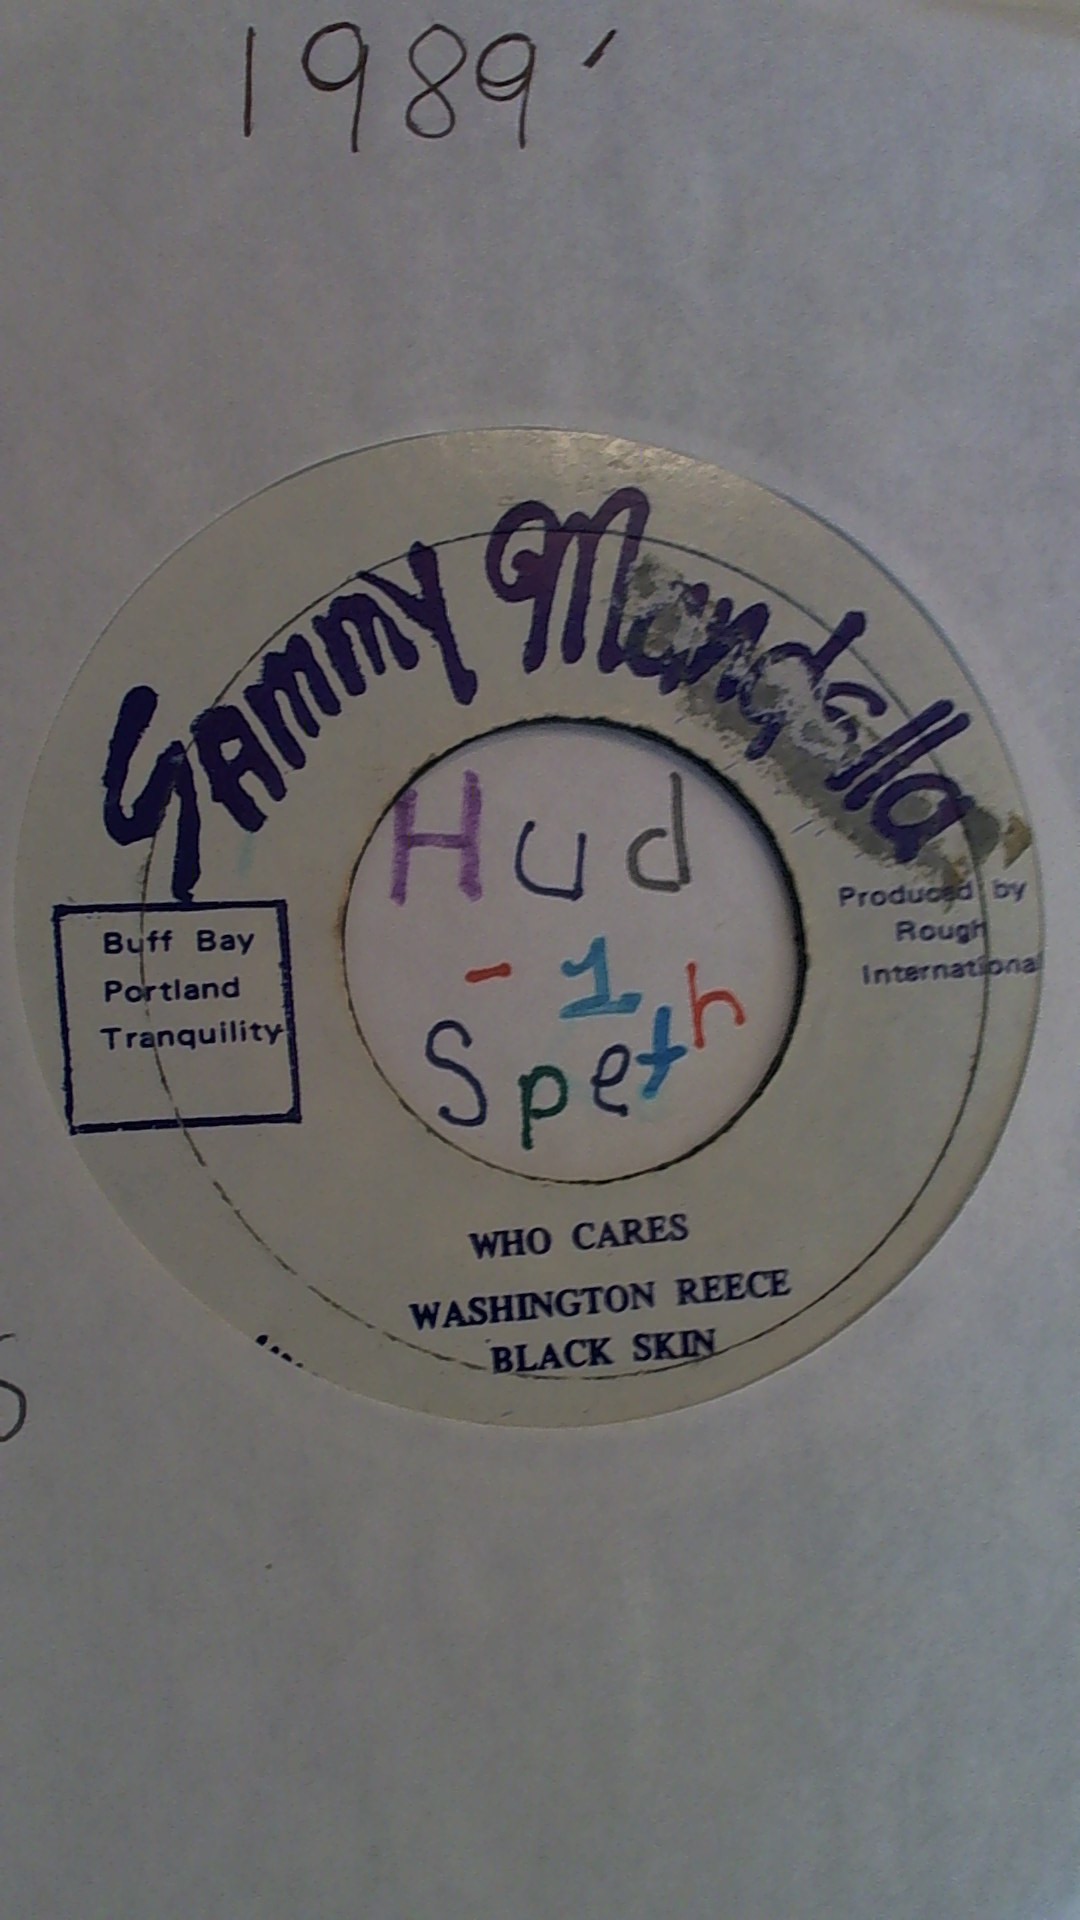 1989'
Sammy Mandella
Hud
- 1
Speth
Buff Bay
Portland
Tranquility
Produced by
Rough
International
WHO CARES
WASHINGTON REECE
BLACK SKIN